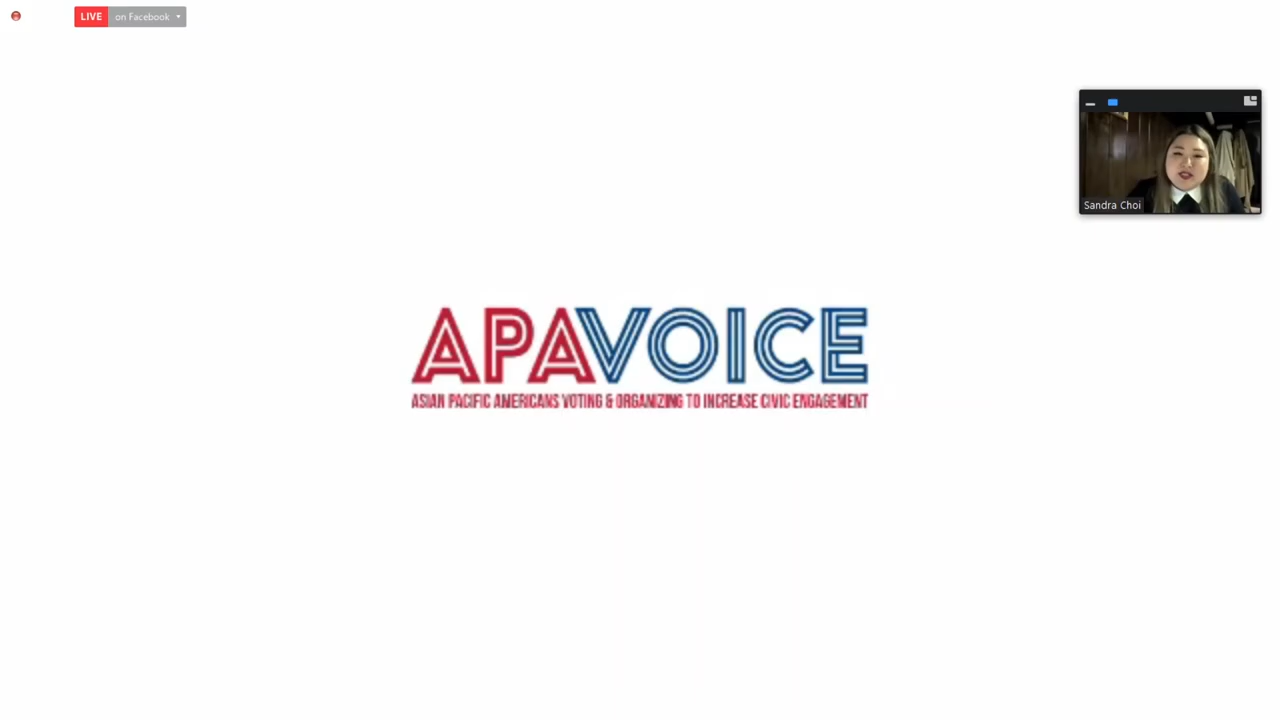 LIVE on Facebook
Sandra Choi
APAVOICE
ASIAN PACIFIC AMERICANS VOTING & ORGANIZING TO INCREASE CIVIC ENGAGEMENT